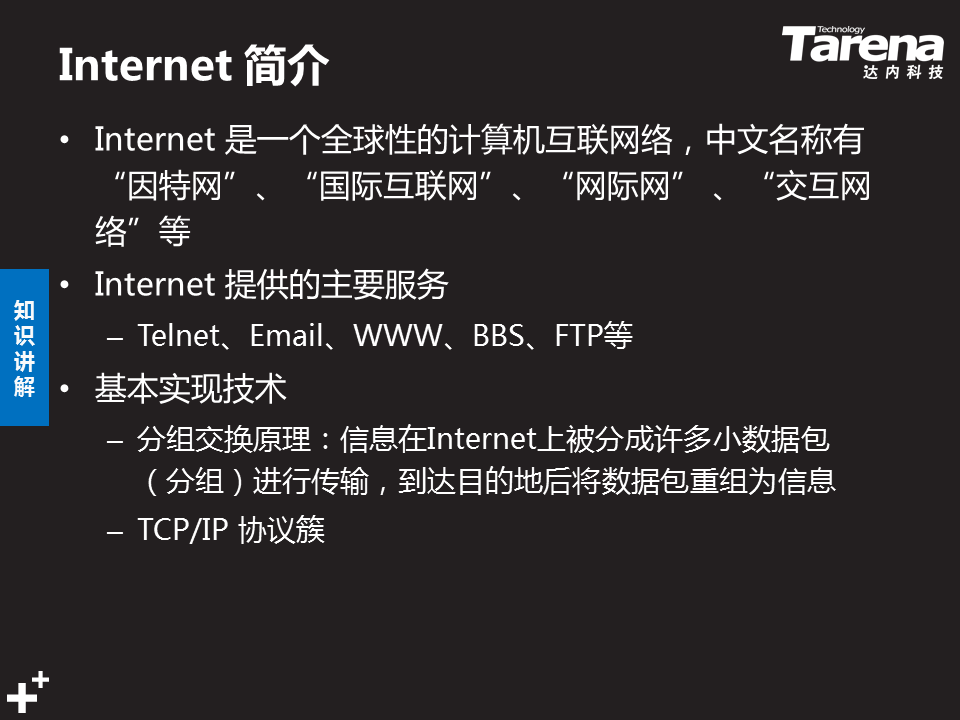 Internet 简介
Technology
Tarena
达内科技
• Internet 是一个全球性的计算机互联网络，中文名称有
“因特网”、“国际互联网”、“网际网” 、“交互网
络”等
• Internet 提供的主要服务
– Telnet、Email、WWW、BBS、FTP等
知识讲解
• 基本实现技术
– 分组交换原理：信息在Internet上被分成许多小数据包
（分组）进行传输，到达目的地后将数据包重组为信息
– TCP/IP 协议簇